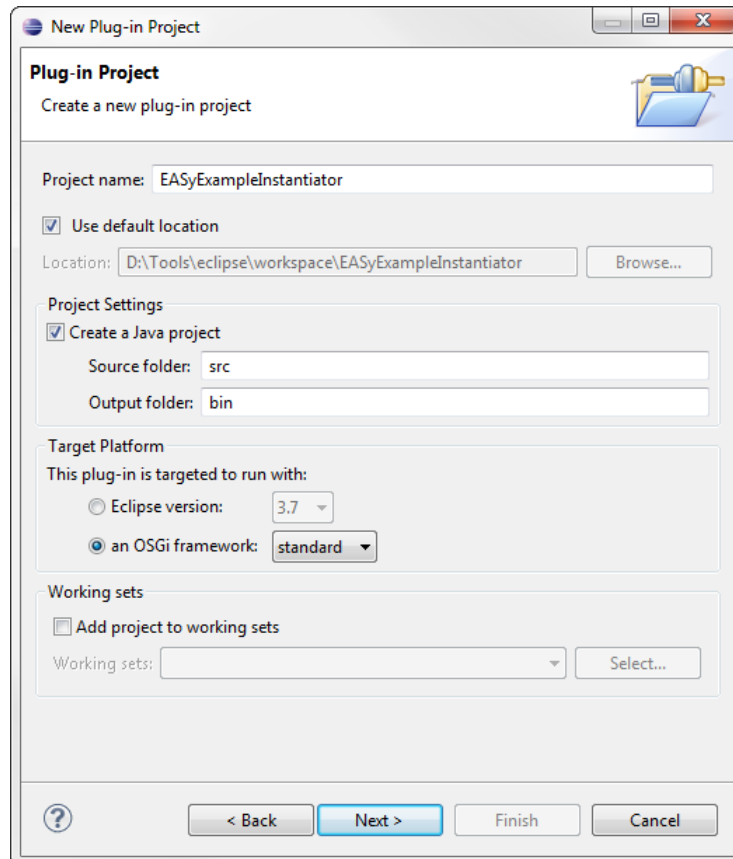 New Plug-in Project
Plug-in Project
Create a new plug-in project
Project name: EASyExampleInstantiator
Use default location
Location: D:\Tools\eclipse\workspace\EASyExampleInstantiator Browse...
Project Settings
Create a Java project
Source folder: src
Output folder: bin
Target Platform
This plug-in is targeted to run with:
Eclipse version: 3.7
an OSGi framework: standard
Working sets
Add project to working sets
Working sets: Select...
? < Back Next > Finish Cancel